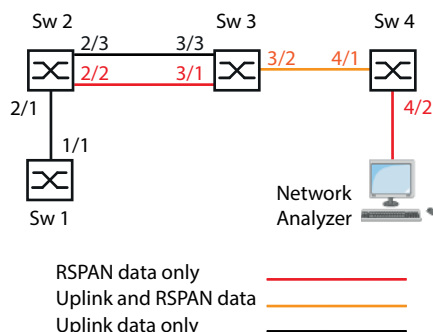 Sw 2
Sw 3
Sw 4
2/3
3/3
2/2
3/1
3/2
4/1
2/1
4/2
1/1
Sw 1
Network
Analyzer
RSPAN data only
Uplink and RSPAN data
Uplink data only